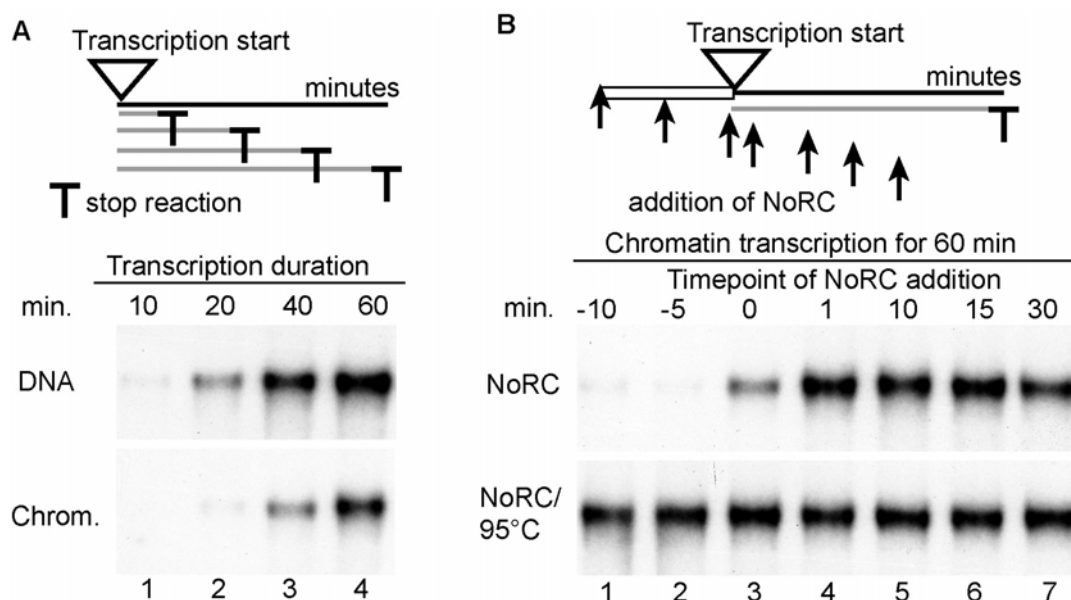 A
Transcription start
minutes
stop reaction
Transcription duration
min. 10 20 40 60
DNA
Chrom.
1 2 3 4
B
Transcription start
minutes
addition of NoRC
Chromatin transcription for 60 min
Timepoint of NoRC addition
min. -10 -5 0 1 10 15 30
NoRC
NoRC/
95°C
1 2 3 4 5 6 7